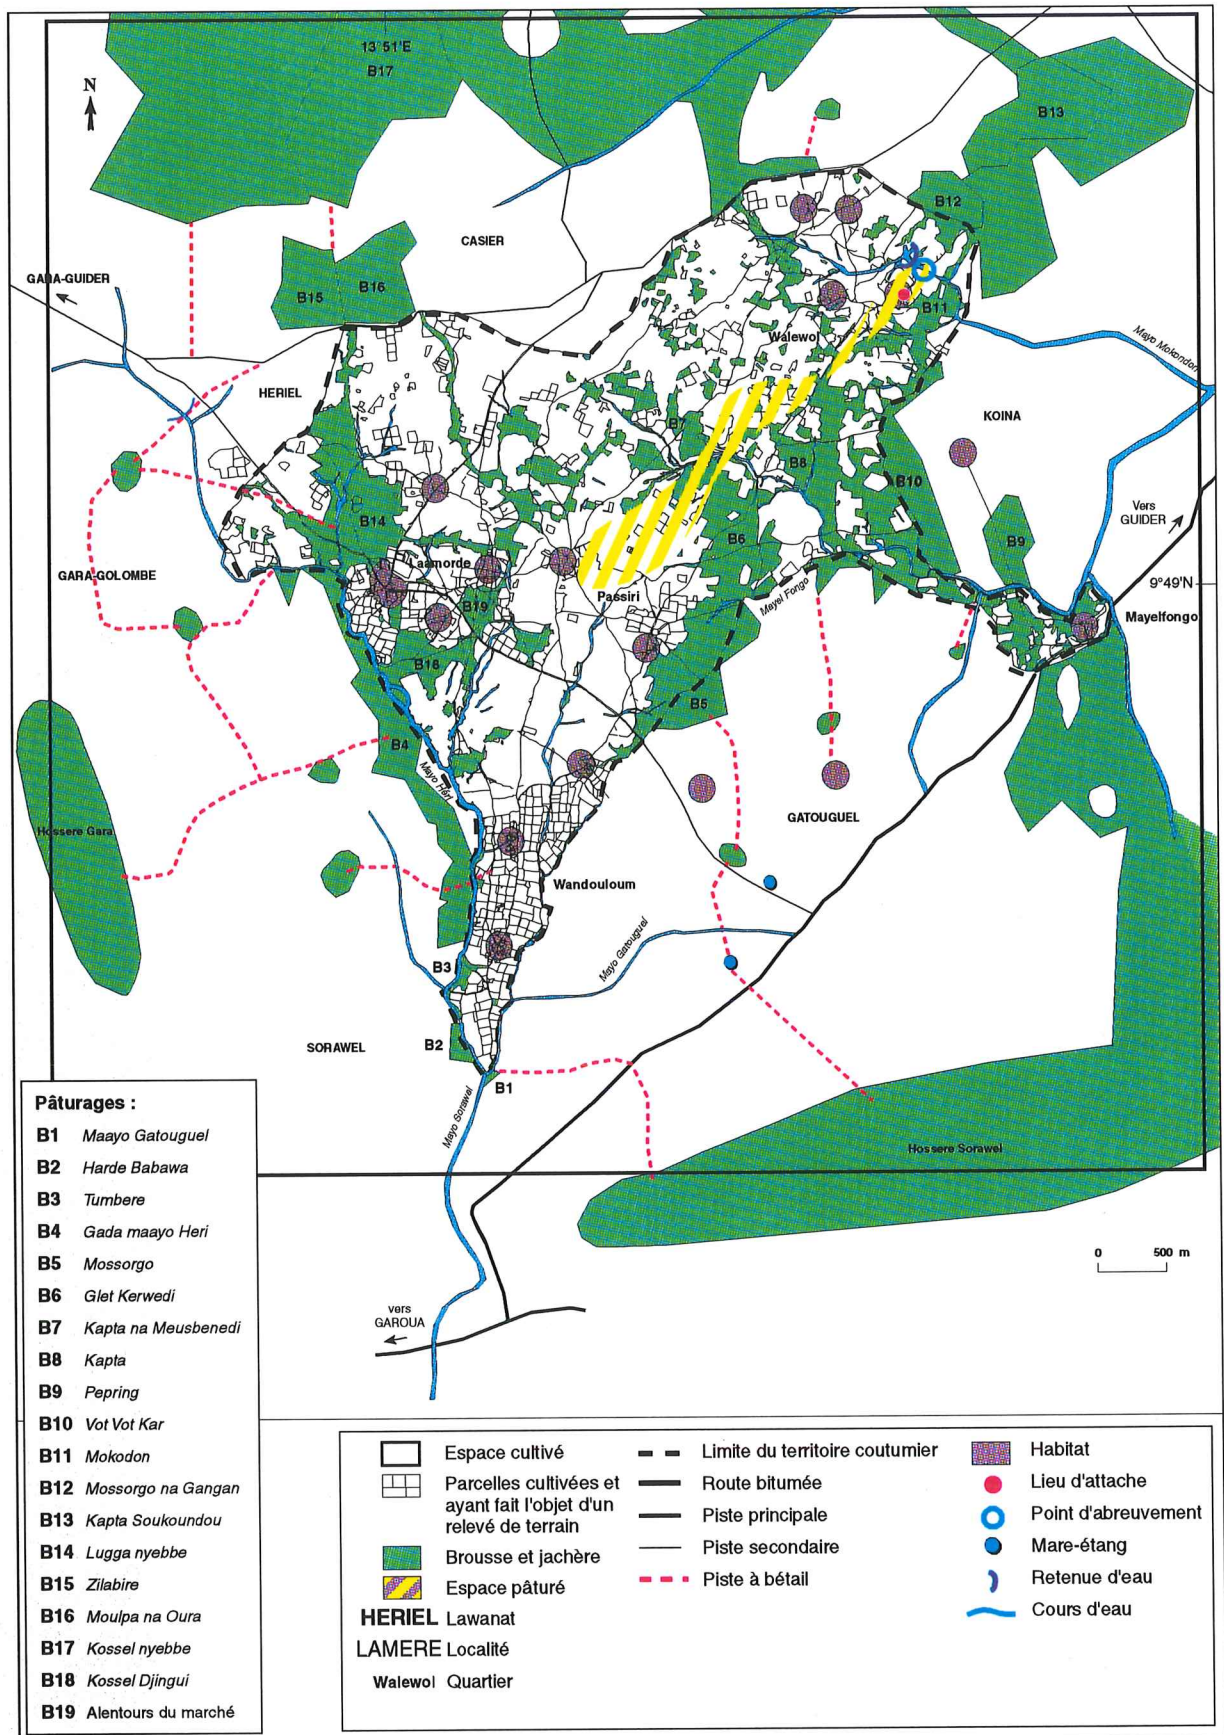 13°51'E
B17
N
B13
B12
CASIER
GARA-GUIDER
B16
B15
B11
Walewol
Mayo Mokondon
HERIEL
KOINA
B7
B8
B10
Vers
GUIDER
B14
B9
B6
Laamorde
GARA-GOLOMBE
9°49'N
Passiri
Mayel Fongo
B19
Mayelfongo
B18
B5
B4
Mayo Héri
GATOUGUEL
Hossere Gara
Wandouloum
Mayo Gatouguel
B3
SORAWEL
B2
B1
Mayo Sorawel
Hossere Sorawel
0 500 m
vers
GAROUA
Pâturages :
B1 Maayo Gatouguel
B2 Harde Babawa
B3 Tumbere
B4 Gada maayo Heri
B5 Mossorgo
B6 Glet Kerwedi
B7 Kapta na Meusbenedi
B8 Kapta
B9 Pepring
B10 Vot Vot Kar
B11 Mokodon
B12 Mossorgo na Gangan
B13 Kapta Soukoundou
B14 Lugga nyebbe
B15 Zilabire
B16 Moulpa na Oura
B17 Kossel nyebbe
B18 Kossel Djingui
B19 Alentours du marché
Espace cultivé
Parcelles cultivées et
ayant fait l'objet d'un
relevé de terrain
Brousse et jachère
Espace pâturé
HERIEL Lawanat
LAMERE Localité
Walewol Quartier
Limite du territoire coutumier
Route bitumée
Piste principale
Piste secondaire
Piste à bétail
Habitat
Lieu d'attache
Point d'abreuvement
Mare-étang
Retenue d'eau
Cours d'eau